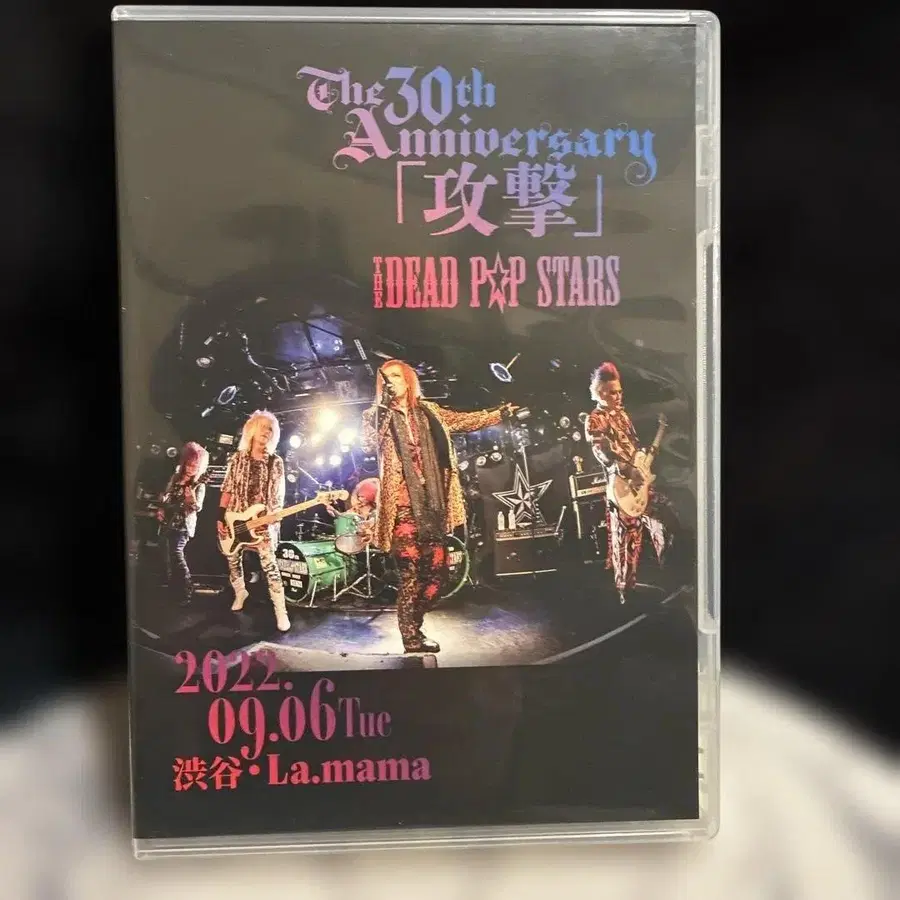 The 30th
Anniversary
「攻撃」
THE DEAD POP STARS
2022.
09.06 Tue
渋谷・La.mama